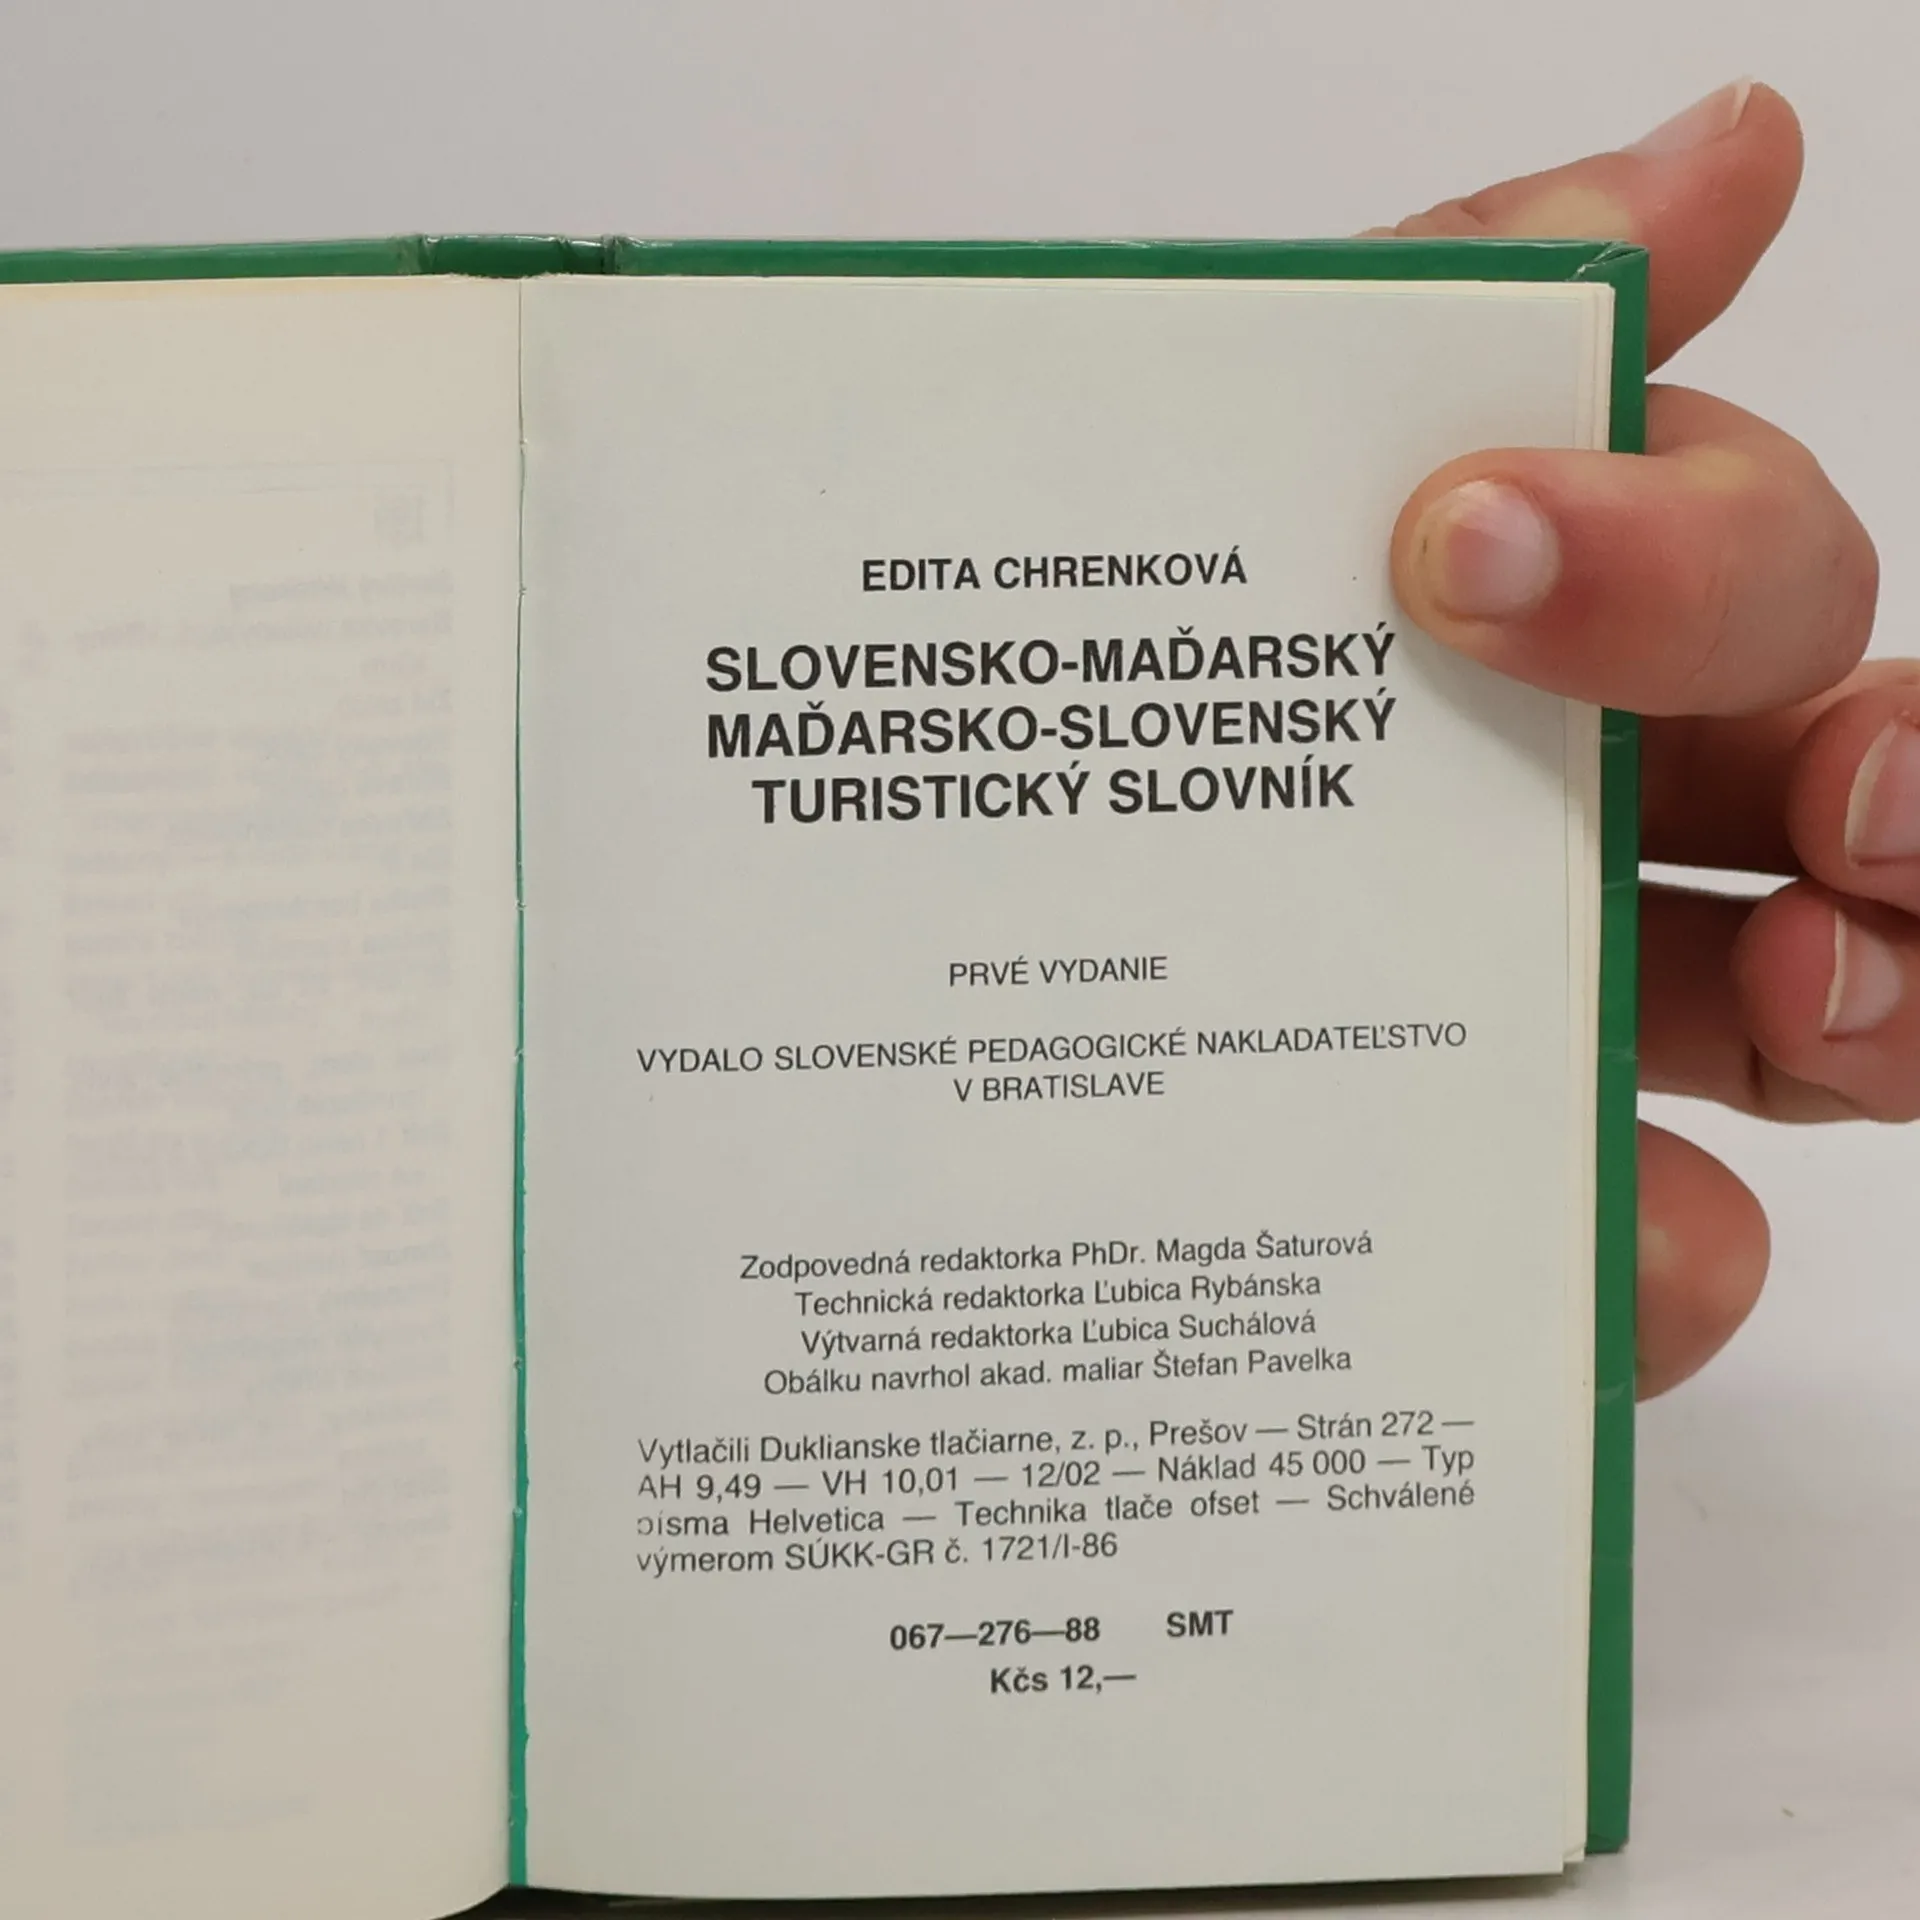 EDITA CHRENKOVÁ
SLOVENSKO-MAĎARSKÝ
MAĎARSKO-SLOVENSKÝ
TURISTICKÝ SLOVNÍK
PRVÉ VYDANIE
VYDALO SLOVENSKÉ PEDAGOGICKÉ NAKLADATEĽSTVO
V BRATISLAVE
Zodpovedná redaktorka PhDr. Magda Šaturová
Technická redaktorka Ľubica Rybánska
Výtvarná redaktorka Ľubica Suchálová
Obálku navrhol akad. maliar Štefan Pavelka
Vytlačili Duklianske tlačiarne, z. p., Prešov — Strán 272 —
AH 9,49 — VH 10,01 — 12/02 — Náklad 45 000 — Typ
písma Helvetica — Technika tlače ofset — Schválené
výmerom SÚKK-GR č. 1721/I-86
067—276—88 SMT
Kčs 12,—